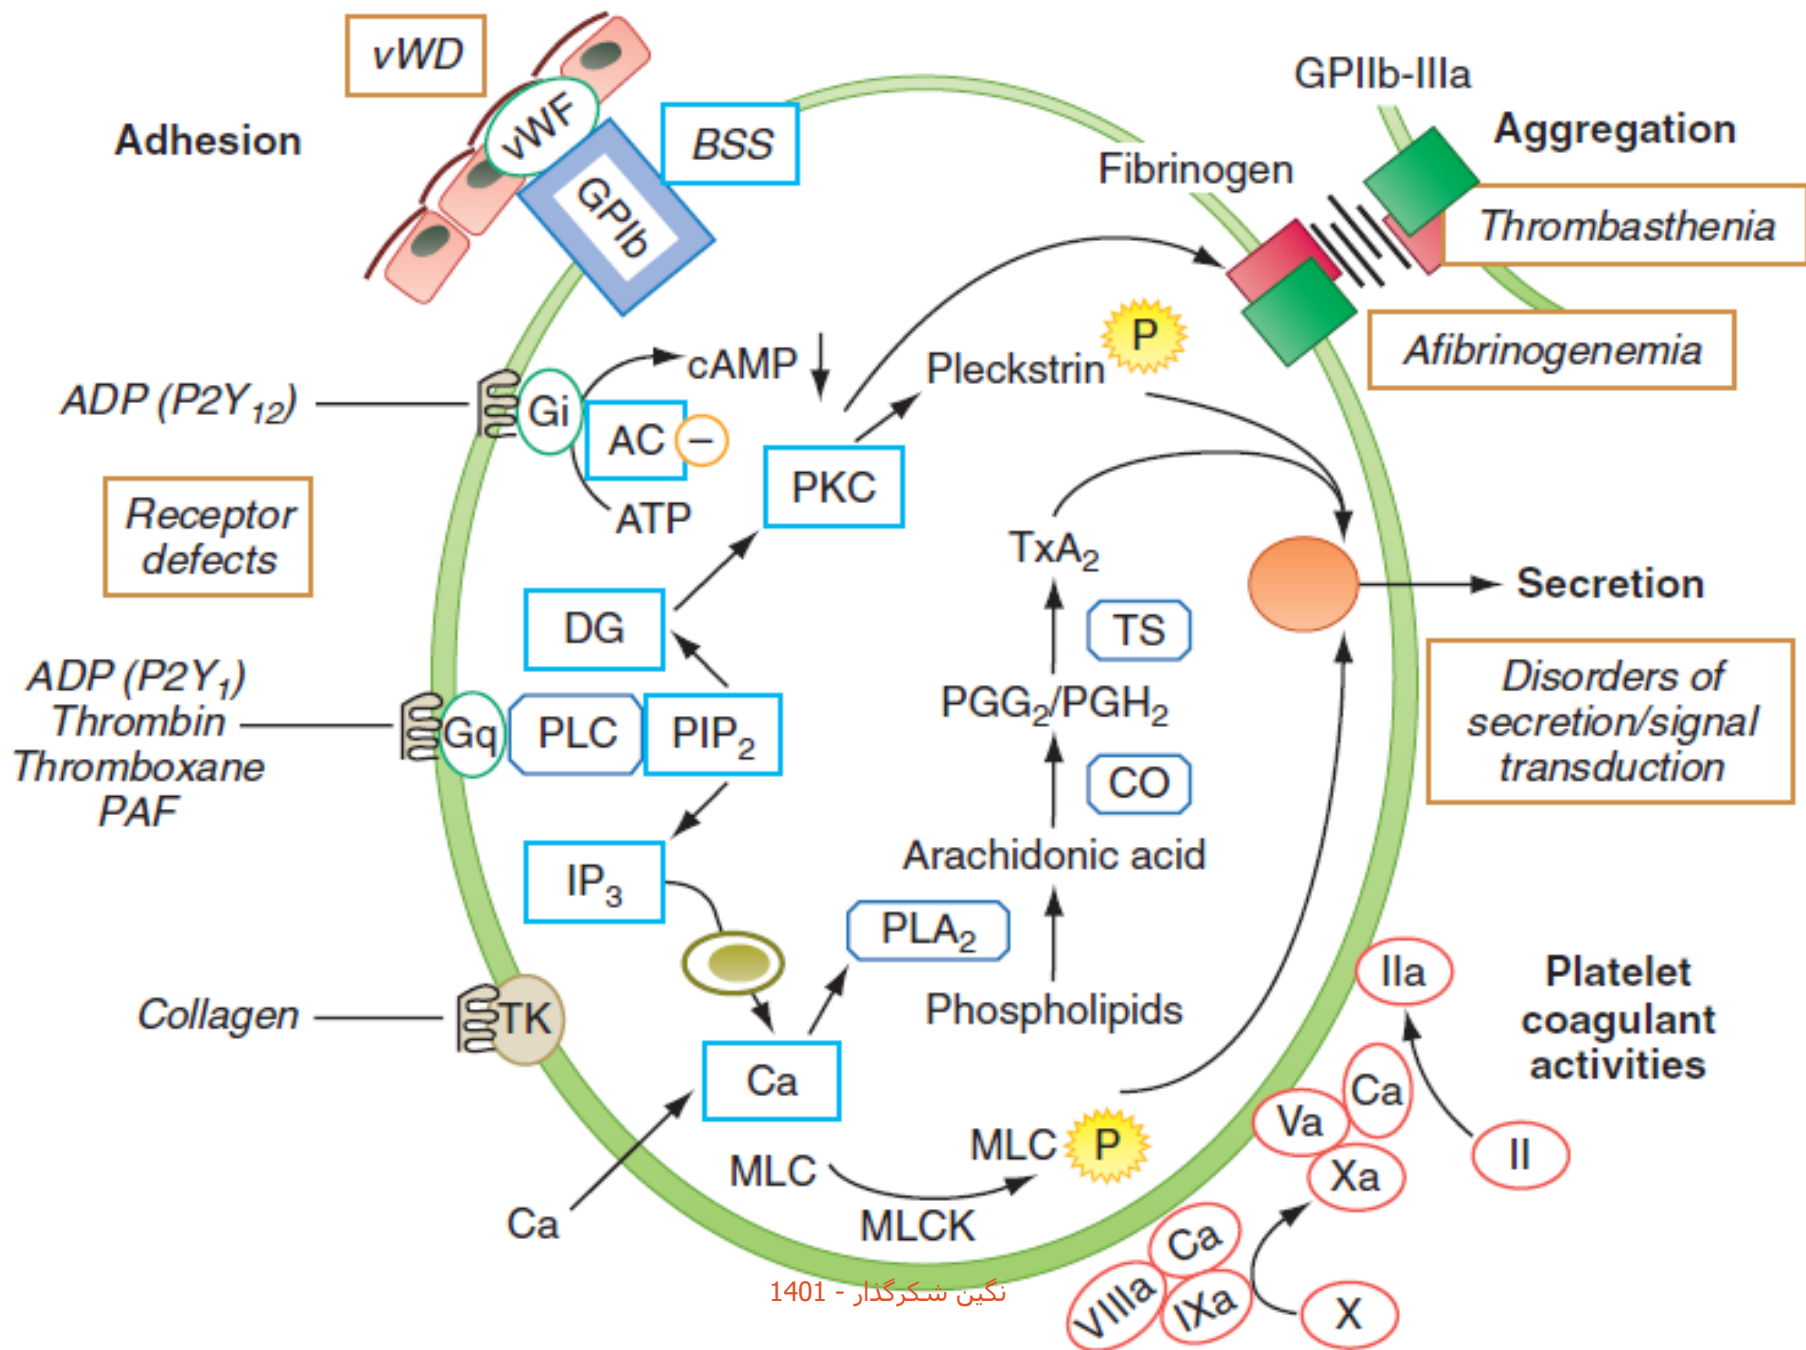 vWD
Adhesion
vWF
GPIb
BSS
GPIIb-IIIa
Aggregation
Fibrinogen
Thrombasthenia
Afibrinogenemia
ADP (P2Y12)
Gi
cAMP
AC
−
ATP
Pleckstrin
P
PKC
Receptor
defects
DG
TxA2
TS
Secretion
Disorders of
secretion/signal
transduction
ADP (P2Y1)
Thrombin
Thromboxane
PAF
Gq
PLC
PIP2
PGG2/PGH2
CO
IP3
Arachidonic acid
PLA2
Phospholipids
Collagen
TK
Ca
Ca
MLC
MLCK
MLC
P
IIa
Platelet
coagulant
activities
Ca
Va
Xa
II
Ca
VIIIa
IXa
X
نگین شکرگذار - 1401